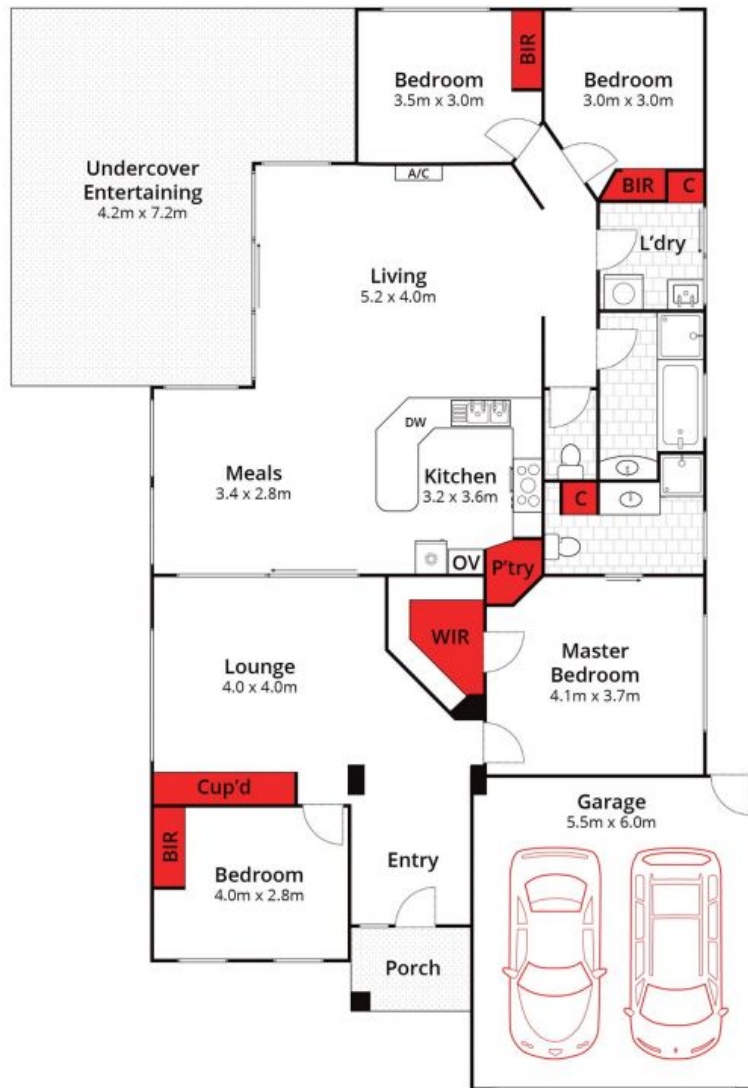 BIR
Bedroom
3.5m x 3.0m
Bedroom
3.0m x 3.0m
Undercover
Entertaining
4.2m x 7.2m
A/C
BIR
C
L'dry
Living
5.2 x 4.0m
DW
Meals
3.4 x 2.8m
Kitchen
3.2 x 3.6m
C
OV
P'try
WIR
Lounge
4.0 x 4.0m
Master
Bedroom
4.1m x 3.7m
Cup'd
Garage
5.5m x 6.0m
BIR
Bedroom
4.0m x 2.8m
Entry
Porch